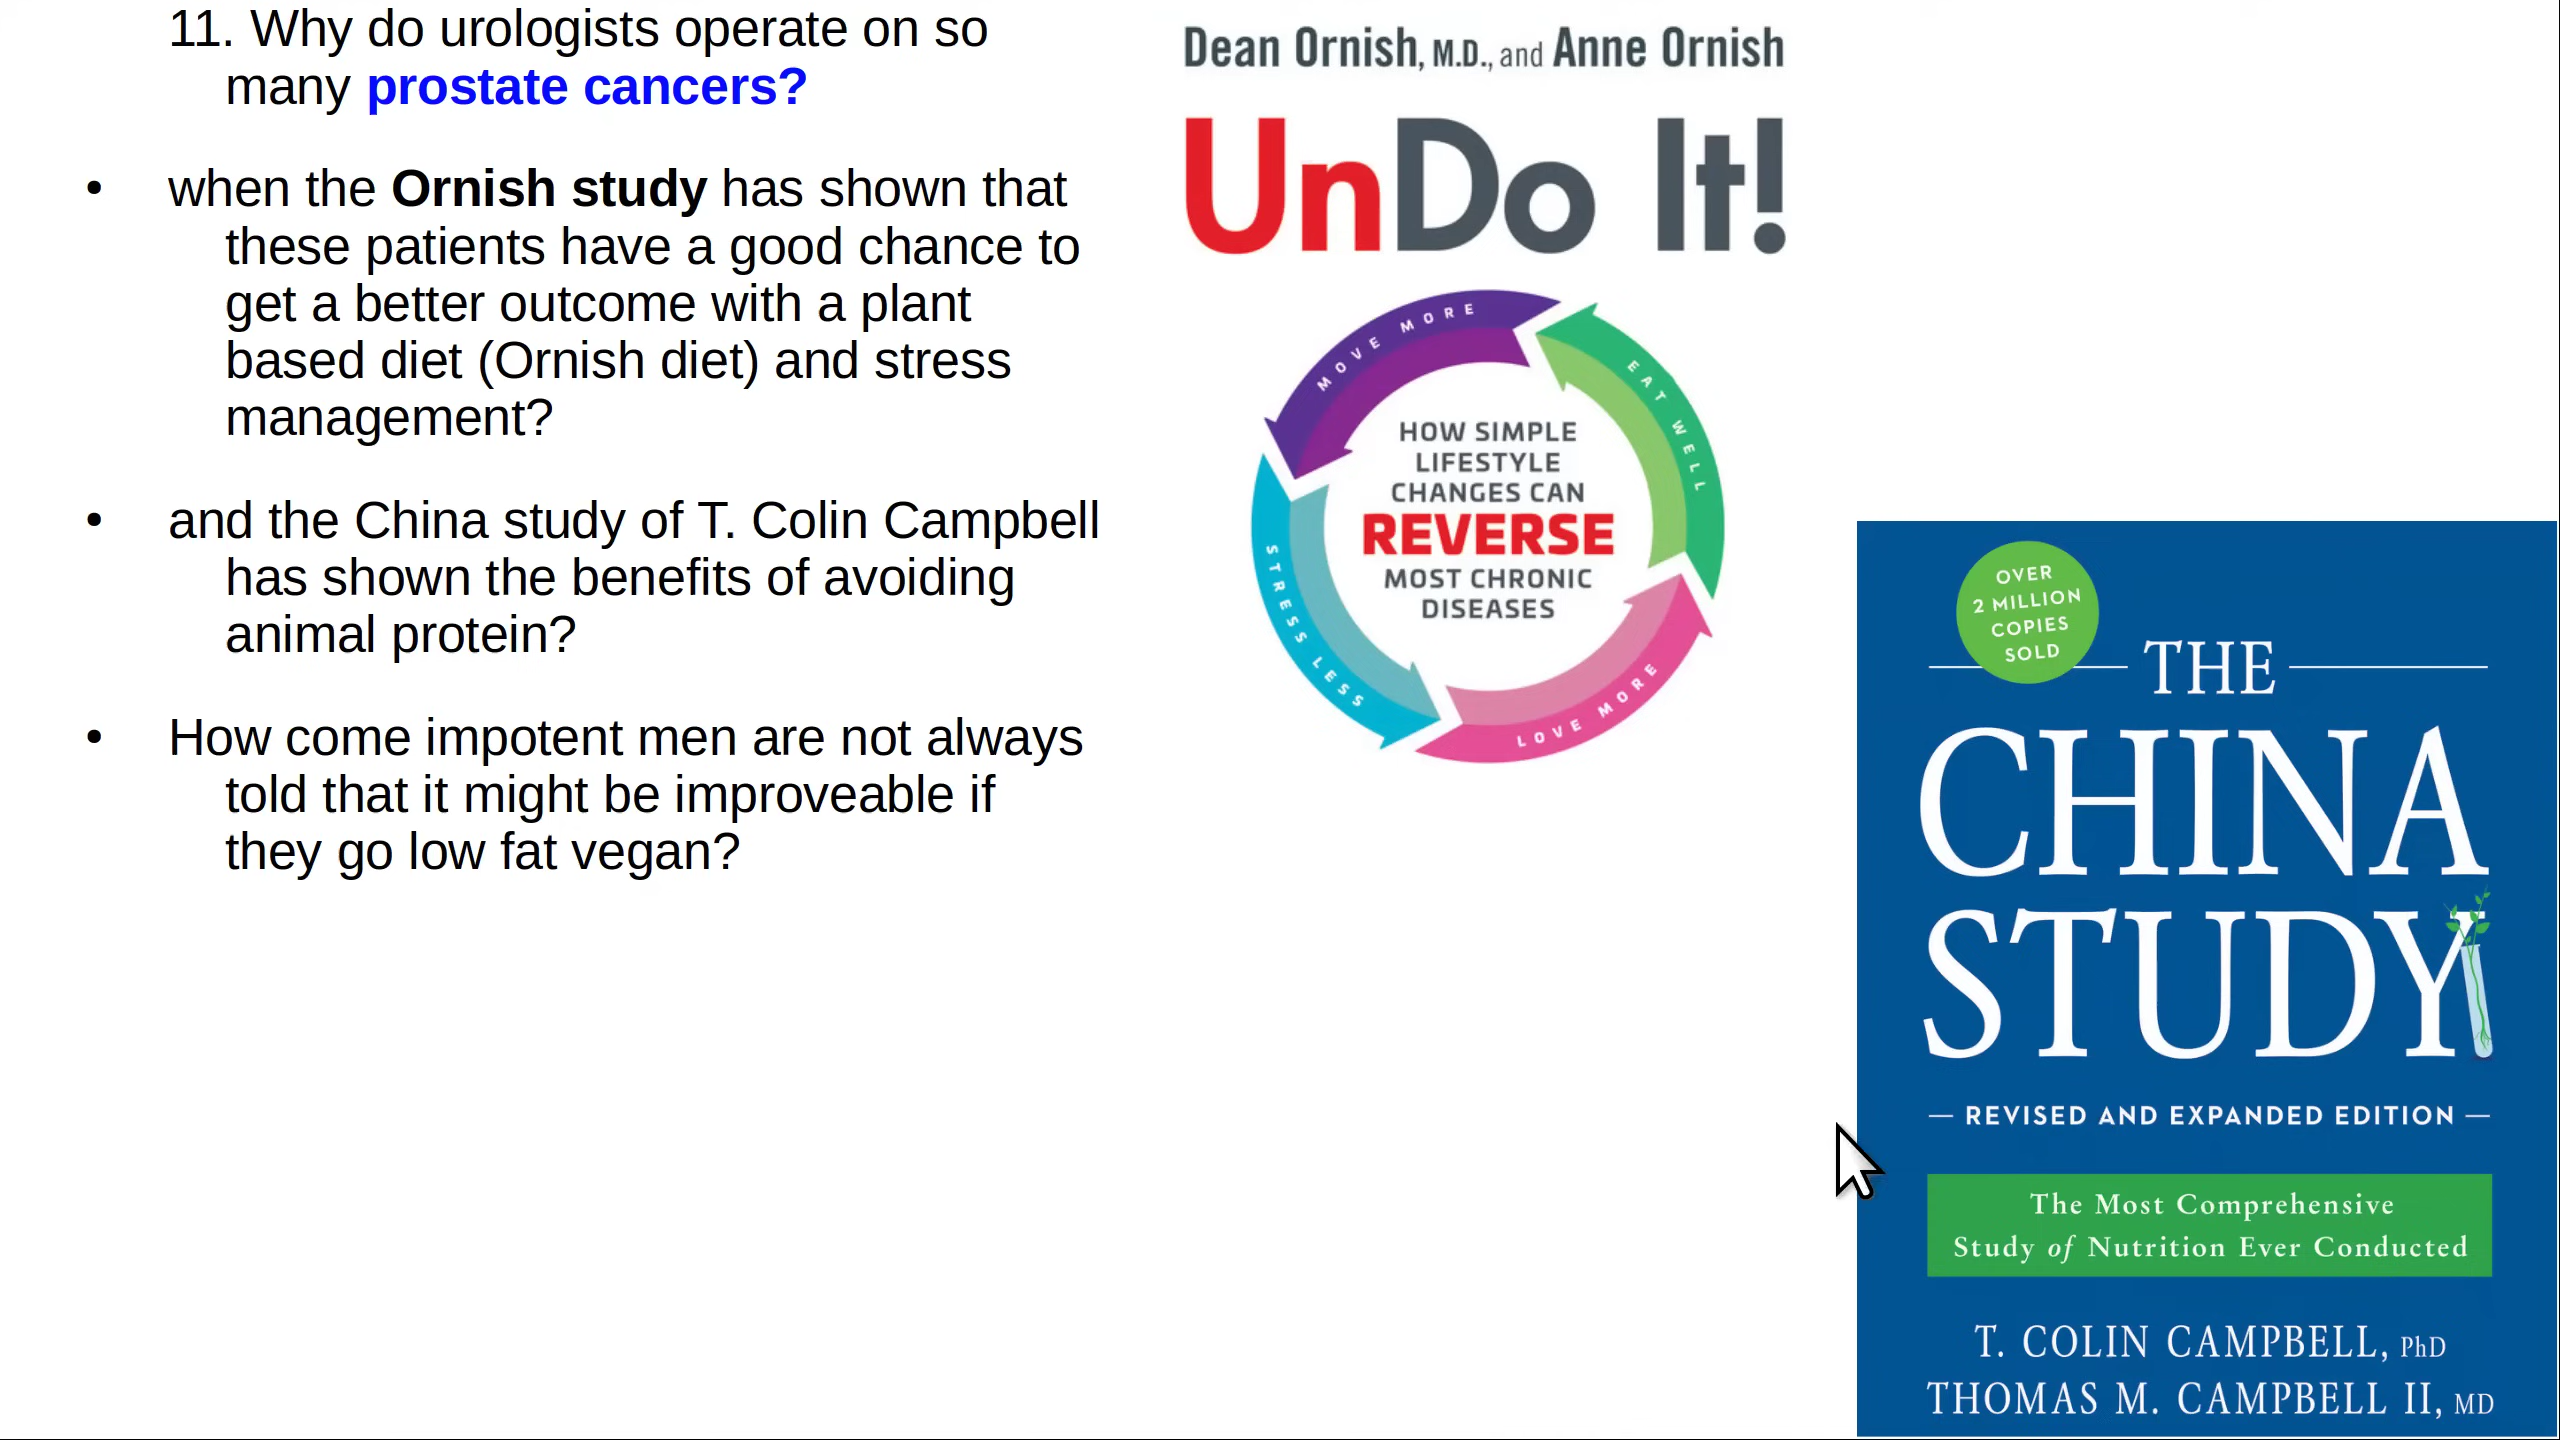 11. Why do urologists operate on so
many prostate cancers?
• when the Ornish study has shown that
these patients have a good chance to
get a better outcome with a plant
based diet (Ornish diet) and stress
management?
• and the China study of T. Colin Campbell
has shown the benefits of avoiding
animal protein?
• How come impotent men are not always
told that it might be improveable if
they go low fat vegan?
Dean Ornish, M.D., and Anne Ornish
UnDo It!
MOVE MORE
EAT WELL
STRESS LESS
LOVE MORE
HOW SIMPLE
LIFESTYLE
CHANGES CAN
REVERSE
MOST CHRONIC
DISEASES
OVER
2 MILLION
COPIES
SOLD
THE
CHINA
STUDY
— REVISED AND EXPANDED EDITION —
The Most Comprehensive
Study of Nutrition Ever Conducted
T. COLIN CAMPBELL, PhD
THOMAS M. CAMPBELL II, MD